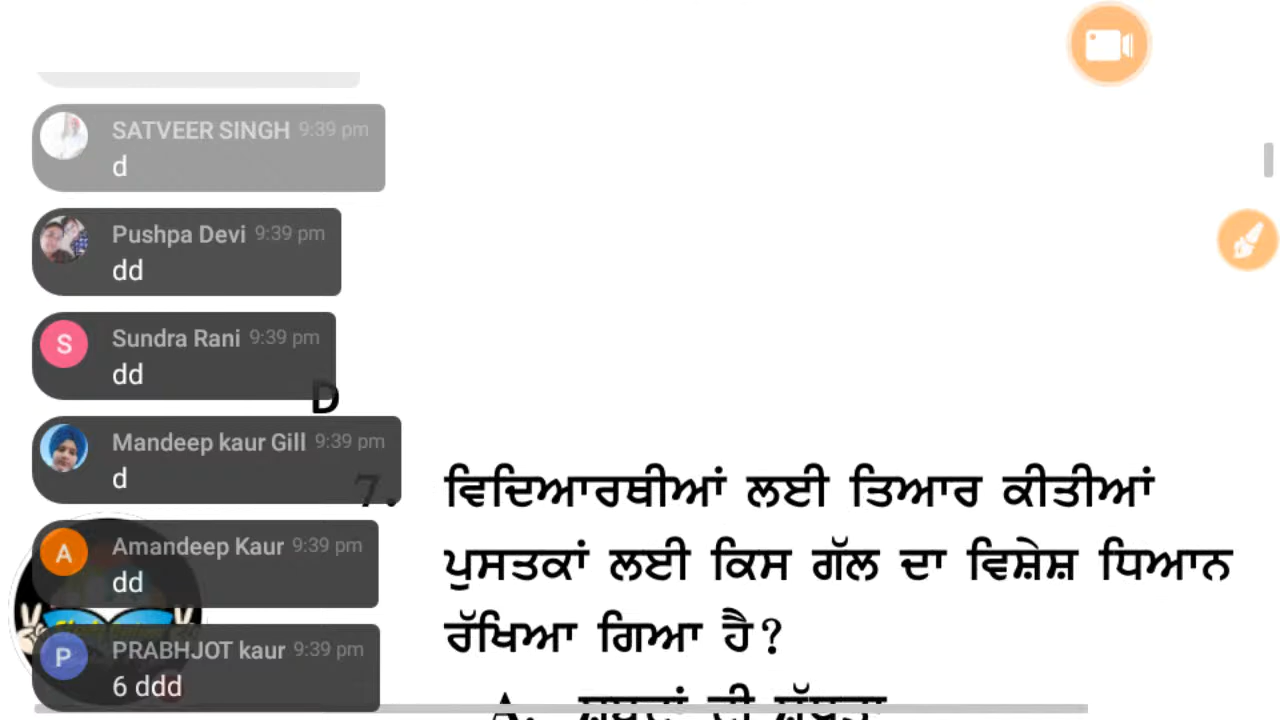 SATVEER SINGH 9:39 pm
d
Pushpa Devi 9:39 pm
dd
Sundra Rani 9:39 pm
dd
D
Mandeep kaur Gill 9:39 pm
d
Amandeep Kaur 9:39 pm
dd
PRABHJOT kaur 9:39 pm
6 ddd
7. ਵਿਦਿਆਰਥੀਆਂ ਲਈ ਤਿਆਰ ਕੀਤੀਆਂ
ਪੁਸਤਕਾਂ ਲਈ ਕਿਸ ਗੱਲ ਦਾ ਵਿਸ਼ੇਸ਼ ਧਿਆਨ
ਰੱਖਿਆ ਗਿਆ ਹੈ?
A.